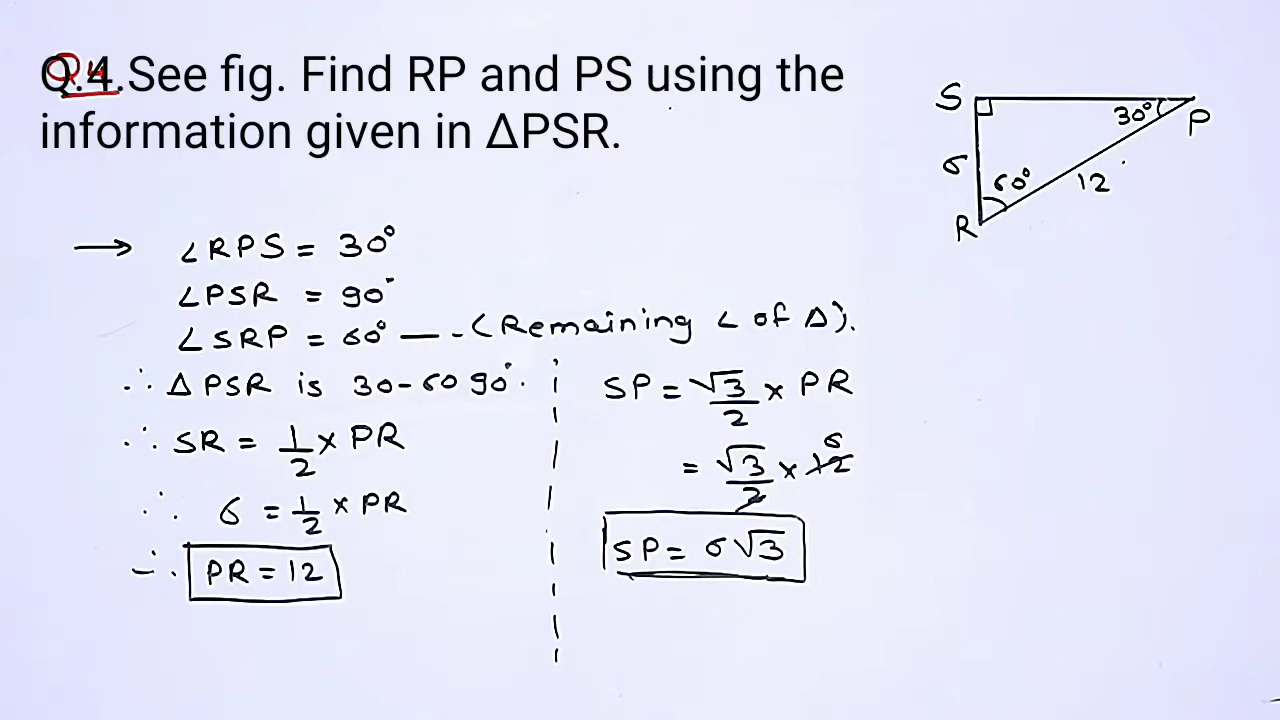 Q.4.See fig. Find RP and PS using the
information given in ΔPSR.
S
30°
P
6
60°
12
R
→ ∠RPS = 30°
∠PSR = 90°
∠SRP = 60° — - (Remaining ∠ of Δ).
∴ Δ PSR is 30-60 90°.
∴ SR = 1/2 × PR
∴ 6 = 1/2 × PR
∴ PR = 12
SP = √3/2 × PR
= √3/2 × 12 6
SP = 6√3